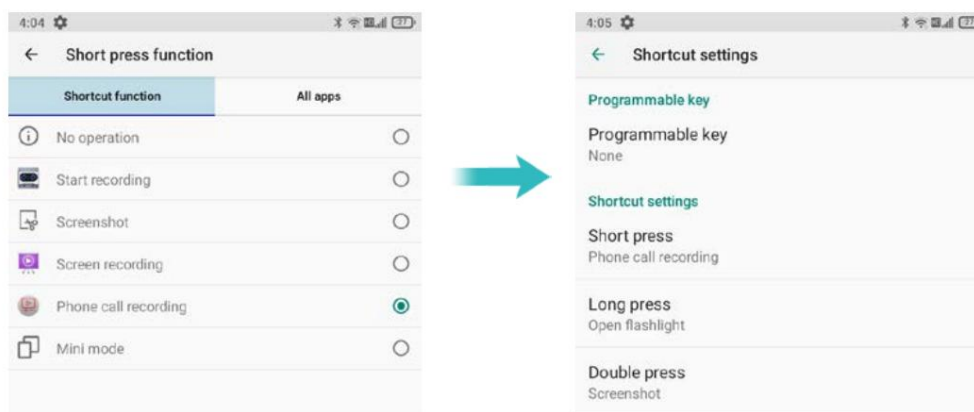 4:04
37
Short press function
Shortcut function
All apps
No operation
Start recording
Screenshot
Screen recording
Phone call recording
Mini mode
4:05
37
Shortcut settings
Programmable key
Programmable key
None
Shortcut settings
Short press
Phone call recording
Long press
Open flashlight
Double press
Screenshot